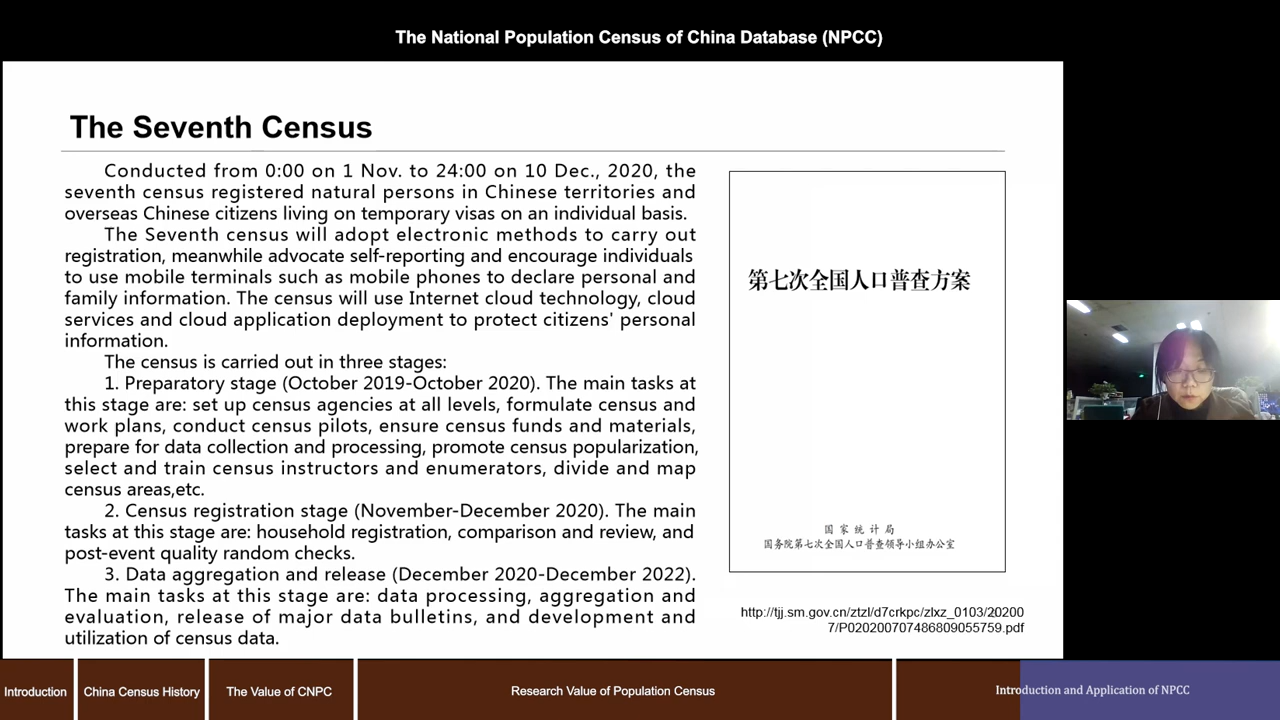 The National Population Census of China Database (NPCC)
The Seventh Census
Conducted from 0:00 on 1 Nov. to 24:00 on 10 Dec., 2020, the
seventh census registered natural persons in Chinese territories and
overseas Chinese citizens living on temporary visas on an individual basis.
The Seventh census will adopt electronic methods to carry out
registration, meanwhile advocate self-reporting and encourage individuals
to use mobile terminals such as mobile phones to declare personal and
family information. The census will use Internet cloud technology, cloud
services and cloud application deployment to protect citizens' personal
information.
The census is carried out in three stages:
1. Preparatory stage (October 2019-October 2020). The main tasks at
this stage are: set up census agencies at all levels, formulate census and
work plans, conduct census pilots, ensure census funds and materials,
prepare for data collection and processing, promote census popularization,
select and train census instructors and enumerators, divide and map
census areas,etc.
2. Census registration stage (November-December 2020). The main
tasks at this stage are: household registration, comparison and review, and
post-event quality random checks.
3. Data aggregation and release (December 2020-December 2022).
The main tasks at this stage are: data processing, aggregation and
evaluation, release of major data bulletins, and development and
utilization of census data.
第七次全国人口普查方案
国家统计局
国务院第七次全国人口普查领导小组办公室
http://tjj.sm.gov.cn/ztzl/d7crkpc/zlxz_0103/20200
7/P020200707486809055759.pdf
Introduction
China Census History
The Value of CNPC
Research Value of Population Census
Introduction and Application of NPCC